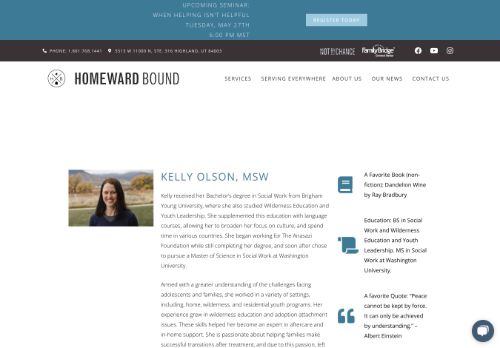 UPCOMING SEMINAR:
WHEN HELPING ISN'T HELPFUL
TUESDAY, MAY 27TH
6:00 PM MST
REGISTER TODAY
PHONE: 1.801.768.1441
5513 W 11000 N, STE. 316 HIGHLAND, UT 84003
NOT BY CHANCE
FamilyBridge
HOMEWARD BOUND
SERVICES
SERVING EVERYWHERE
ABOUT US
OUR NEWS
CONTACT US
KELLY OLSON, MSW
Kelly received her Bachelor's degree in Social Work from Brigham
Young University, where she also studied Wilderness Education and
Youth Leadership. She supplemented this education with language
courses, allowing her to broaden her focus on culture, and spend
time in various countries. She began working for The Anasazi
Foundation while still completing her degree, and soon after chose
to pursue a Master of Science in Social Work at Washington
University
Armed with a greater understanding of the challenges facing
adolescents and families, she worked in a variety of settings,
including, home, wilderness, and residential youth programs. Her
experience grew in wilderness education and adoption attachment
issues. These skills helped her become an expert in aftercare and
in-home support. She is passionate about helping families make
successful transitions after treatment, and due to this passion, left
A Favorite Book (non-
fiction): Dandelion Wine
by Ray Bradbury
Education: BS in Social
Work and Wilderness
Education and Youth
Leadership. MS in Social
Work at Washington
University.
A favorite Quote: "Peace
cannot be kept by force.
It can only be achieved
by understanding." –
Albert Einstein